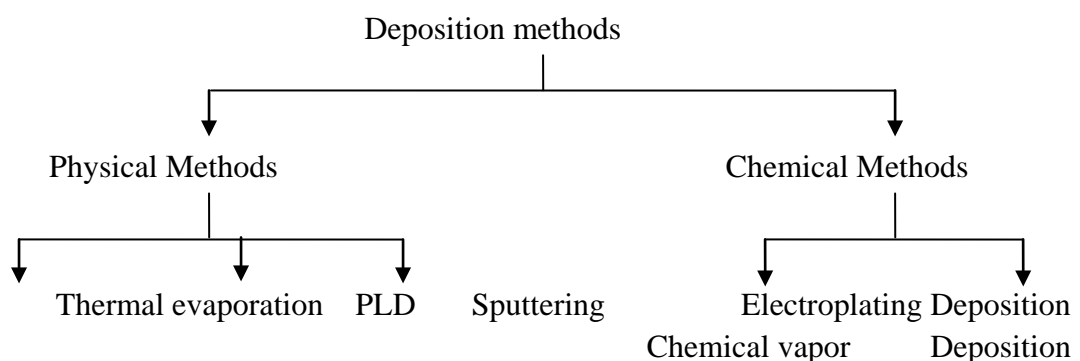 Deposition methods
Physical Methods Chemical Methods
Thermal evaporation PLD Sputtering Electroplating Deposition
Chemical vapor Deposition